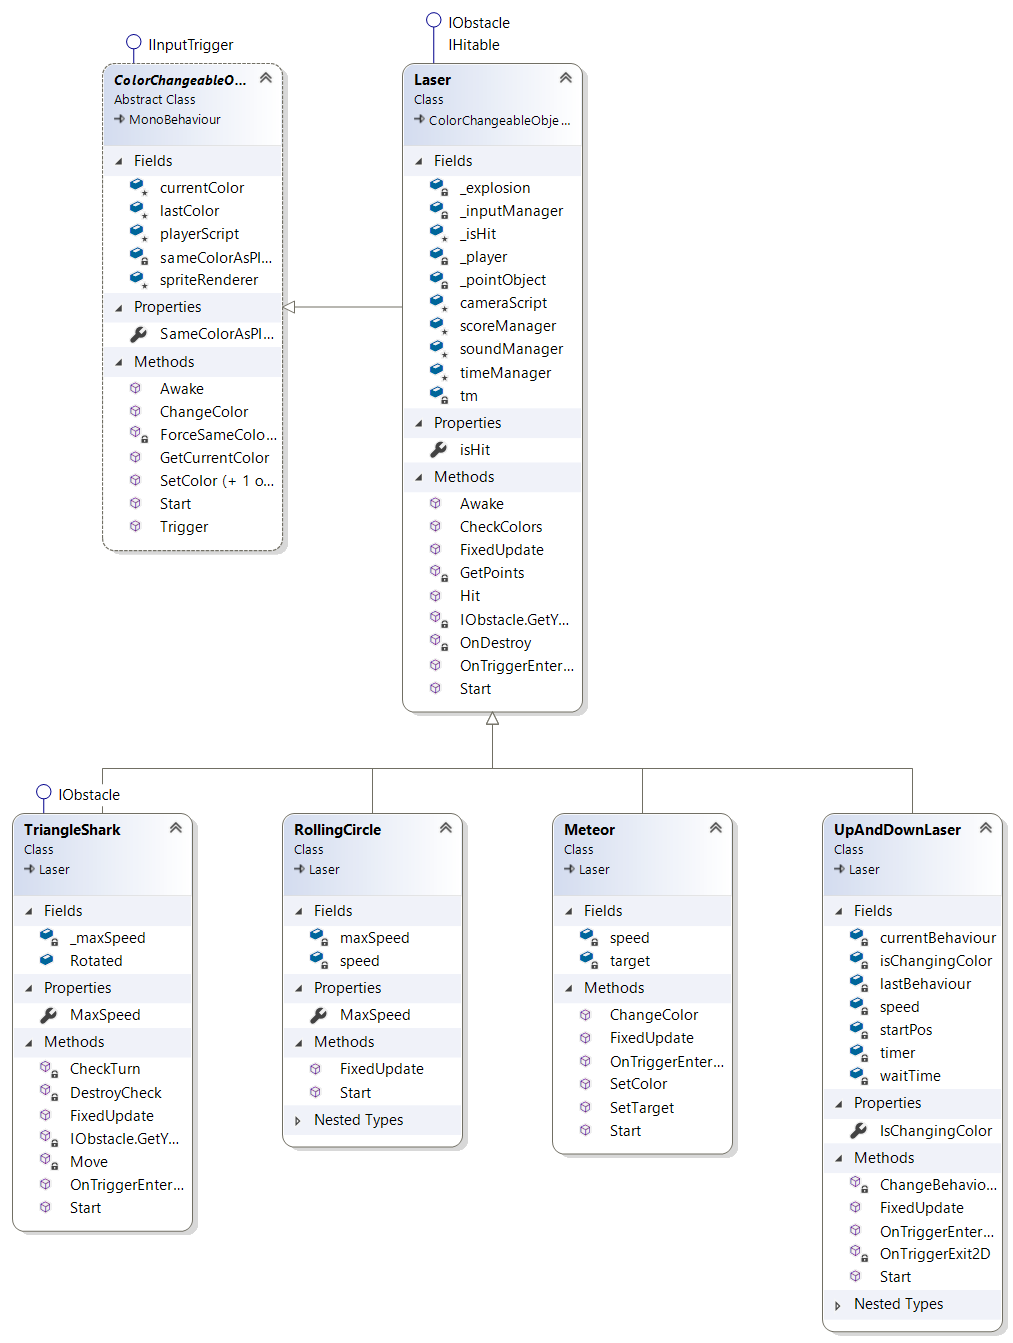 IInputTrigger
ColorChangeableO...
Abstract Class
MonoBehaviour
Fields
currentColor
lastColor
playerScript
sameColorAsPl...
spriteRenderer
Properties
SameColorAsPl...
Methods
Awake
ChangeColor
ForceSameColo...
GetCurrentColor
SetColor (+ 1 o...
Start
Trigger
IObstacle
IHitable
Laser
Class
ColorChangeableObje...
Fields
_explosion
_inputManager
_isHit
_player
_pointObject
cameraScript
scoreManager
soundManager
timeManager
tm
Properties
isHit
Methods
Awake
CheckColors
FixedUpdate
GetPoints
Hit
IObstacle.GetY...
OnDestroy
OnTriggerEnter...
Start
IObstacle
TriangleShark
Class
Laser
Fields
_maxSpeed
Rotated
Properties
MaxSpeed
Methods
CheckTurn
DestroyCheck
FixedUpdate
IObstacle.GetY...
Move
OnTriggerEnter...
Start
RollingCircle
Class
Laser
Fields
maxSpeed
speed
Properties
MaxSpeed
Methods
FixedUpdate
Start
Nested Types
Meteor
Class
Laser
Fields
speed
target
Methods
ChangeColor
FixedUpdate
OnTriggerEnter...
SetColor
SetTarget
Start
UpAndDownLaser
Class
Laser
Fields
currentBehaviour
isChangingColor
lastBehaviour
speed
startPos
timer
waitTime
Properties
IsChangingColor
Methods
ChangeBehavio...
FixedUpdate
OnTriggerEnter...
OnTriggerExit2D
Start
Nested Types